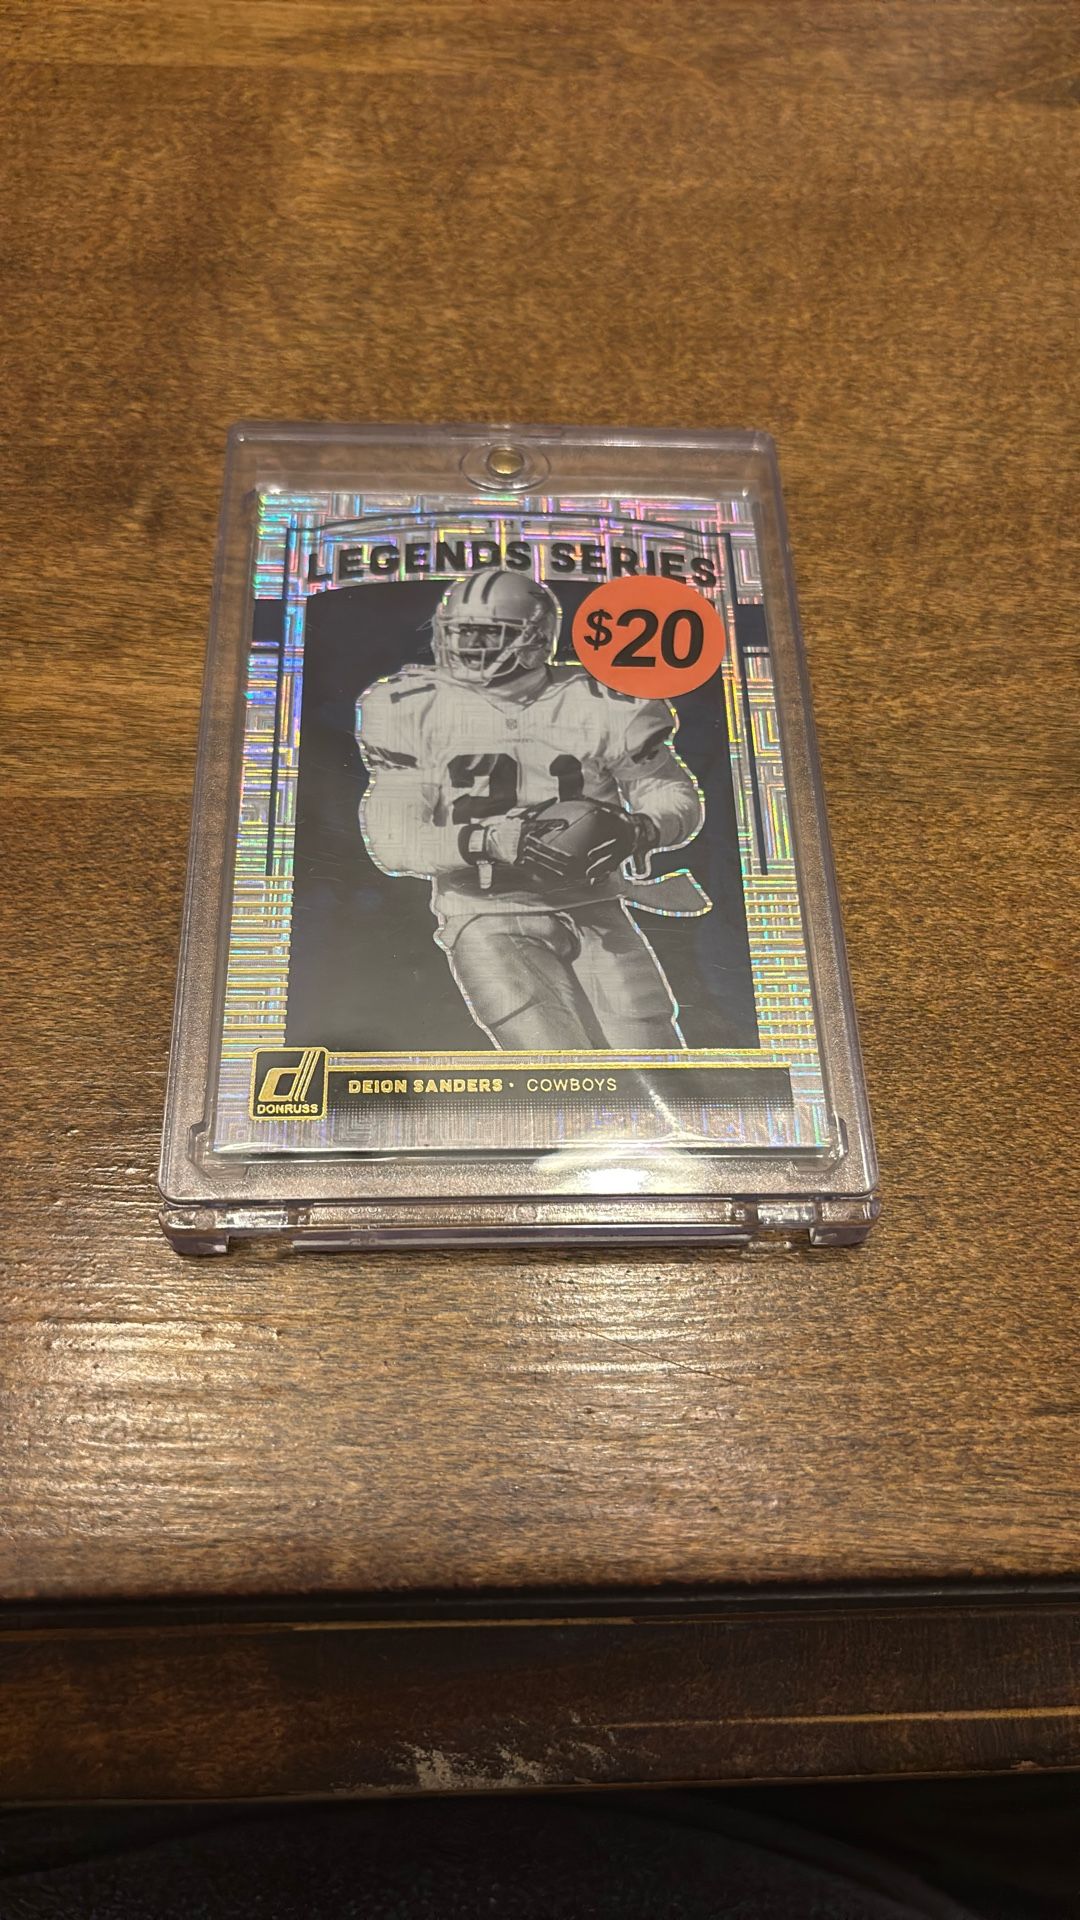 THE
LEGENDS SERIES
$20
21
DONRUSS
DEION SANDERS • COWBOYS